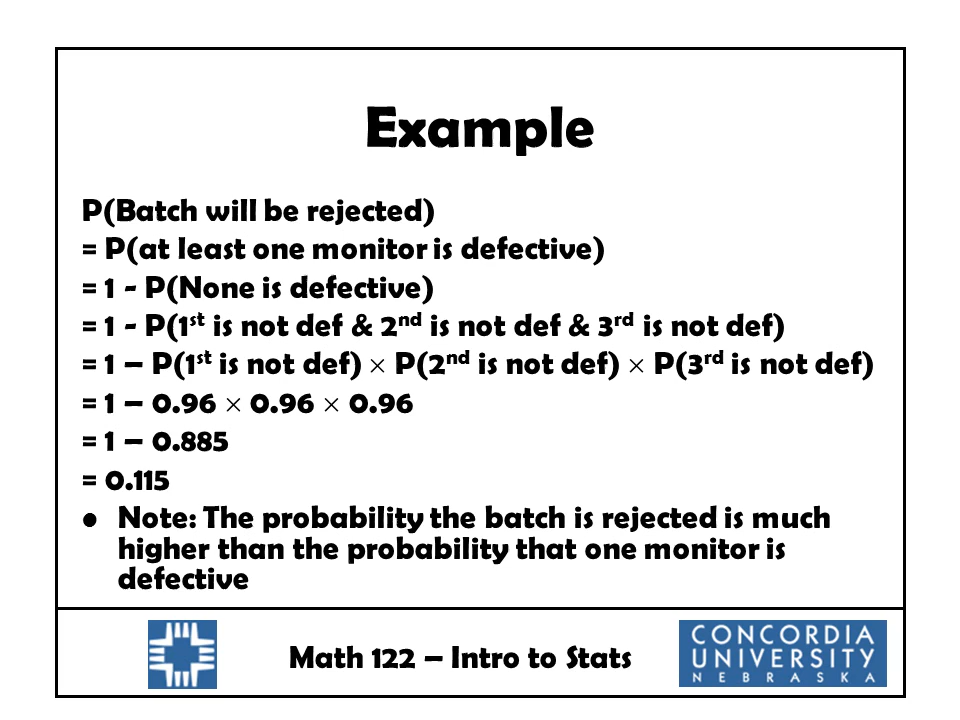 Example
P(Batch will be rejected)
= P(at least one monitor is defective)
= 1 - P(None is defective)
= 1 - P(1st is not def & 2nd is not def & 3rd is not def)
= 1 – P(1st is not def) × P(2nd is not def) × P(3rd is not def)
= 1 – 0.96 × 0.96 × 0.96
= 1 – 0.885
= 0.115
● Note: The probability the batch is rejected is much
higher than the probability that one monitor is
defective
Math 122 – Intro to Stats
CONCORDIA
UNIVERSITY
NEBRASKA